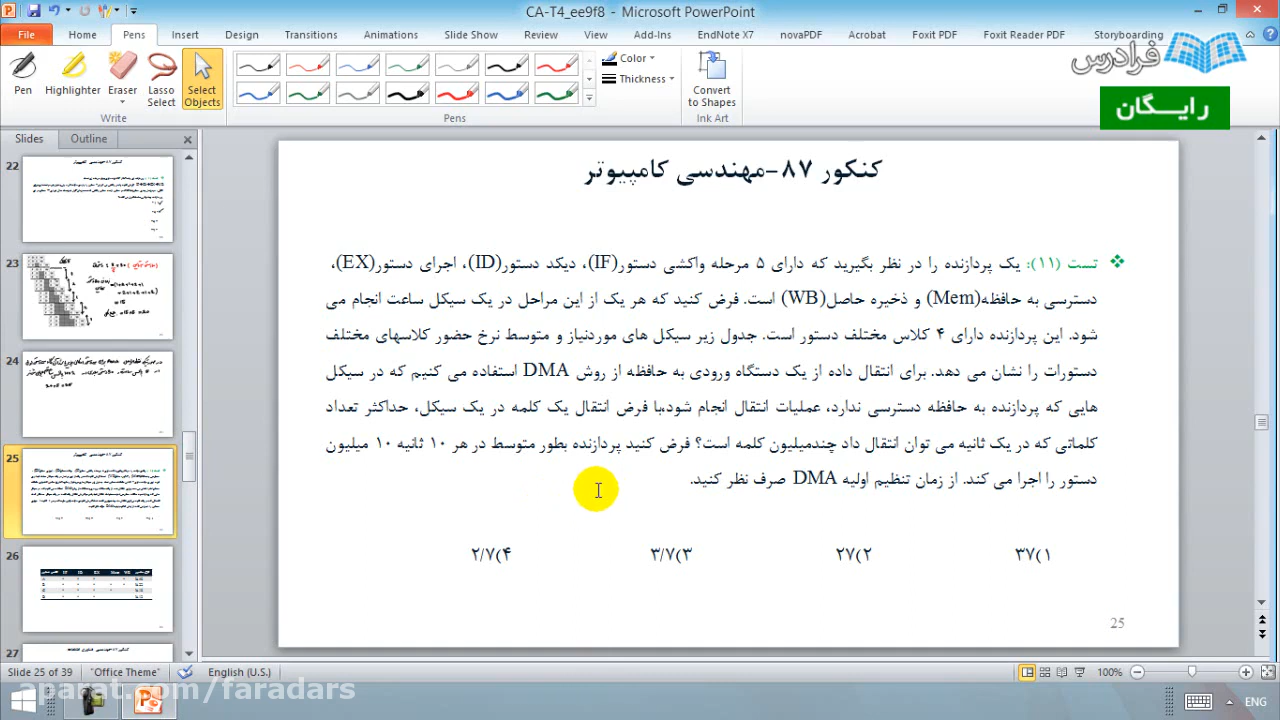 CA-T4_ee9f8 - Microsoft PowerPoint
File Home Pens Insert Design Transitions Animations Slide Show Review View Add-Ins EndNote X7 novaPDF Acrobat Foxit PDF Foxit Reader PDF Storyboarding
فرادرس
رایـگان
Pen Highlighter Eraser Lasso Select Select Objects
Color
Thickness
Convert to Shapes
Write Pens Ink Art
Slides Outline
22
23
24
25
26
27
کنکور ۸۷-مهندسی کامپیوتر
تست (۱۱): یک پردازنده را در نظر بگیرید که دارای ۵ مرحله واکشی دستور(IF)، دیکد دستور(ID)، اجرای دستور(EX)،
دسترسی به حافظه(Mem) و ذخیره حاصل(WB) است. فرض کنید که هر یک از این مراحل در یک سیکل ساعت انجام می
شود. این پردازنده دارای ۴ کلاس مختلف دستور است. جدول زیر سیکل های موردنیاز و متوسط نرخ حضور کلاسهای مختلف
دستورات را نشان می دهد. برای انتقال داده از یک دستگاه ورودی به حافظه از روش DMA استفاده می کنیم که در سیکل
هایی که پردازنده به حافظه دسترسی ندارد، عملیات انتقال انجام شود،با فرض انتقال یک کلمه در یک سیکل، حداکثر تعداد
کلماتی که در یک ثانیه می توان انتقال داد چندمیلیون کلمه است؟ فرض کنید پردازنده بطور متوسط در هر ۱۰ ثانیه ۱۰ میلیون
دستور را اجرا می کند. از زمان تنظیم اولیه DMA صرف نظر کنید.
۱)۳۷ ۲)۲۷ ۳)۳/۷ ۴)۲/۷
25
Slide 25 of 39 "Office Theme" English (U.S.) 100%
aparat.com/faradars
ENG